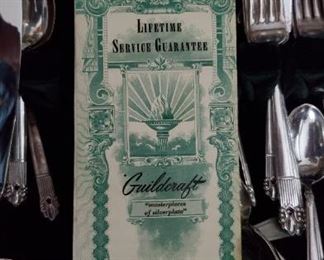 LIFETIME
SERVICE GUARANTEE
Guildcraft
"masterpieces
of silverplate"